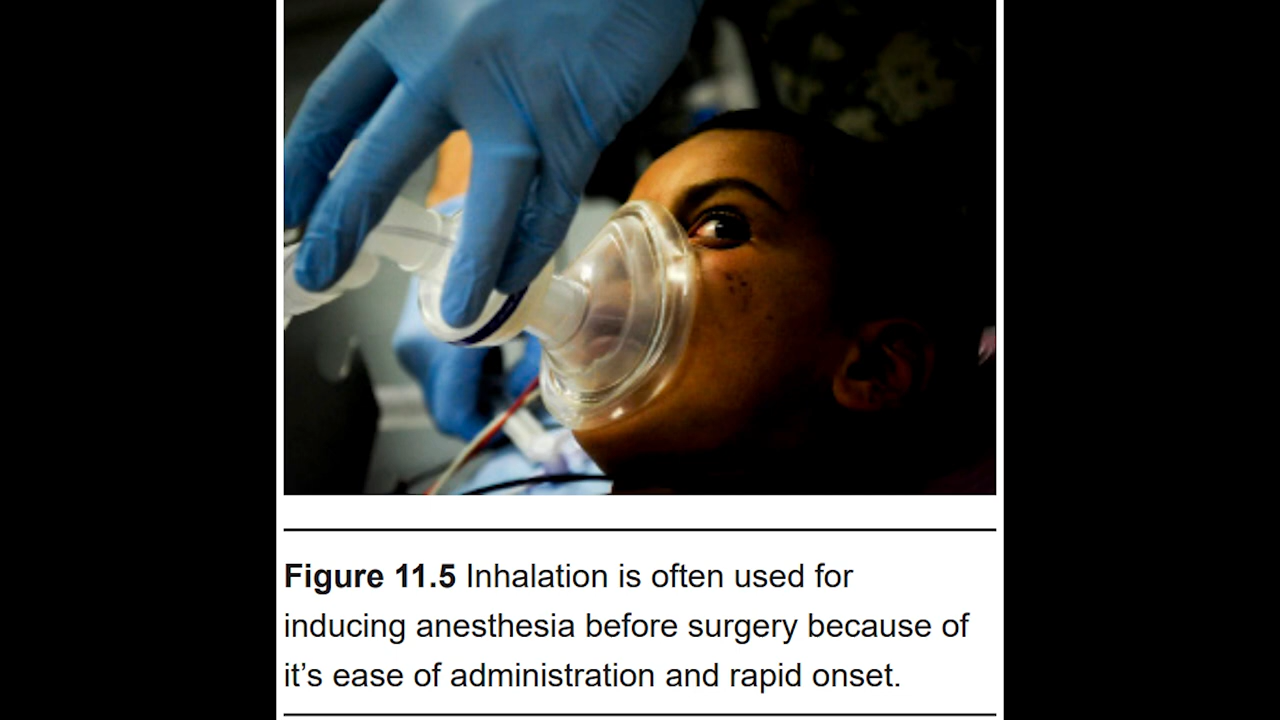 Figure 11.5 Inhalation is often used for
inducing anesthesia before surgery because of
it’s ease of administration and rapid onset.